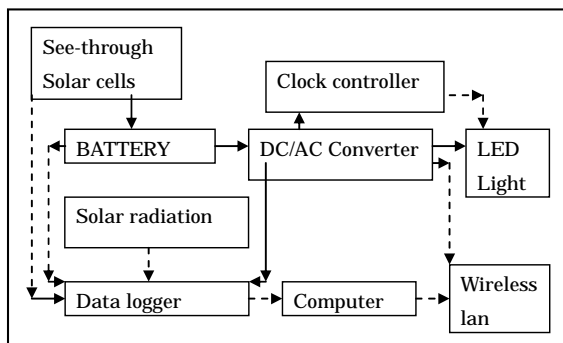 See-through
Solar cells
Clock controller
BATTERY
DC/AC Converter
LED
Light
Solar radiation
Data logger
Computer
Wireless
lan